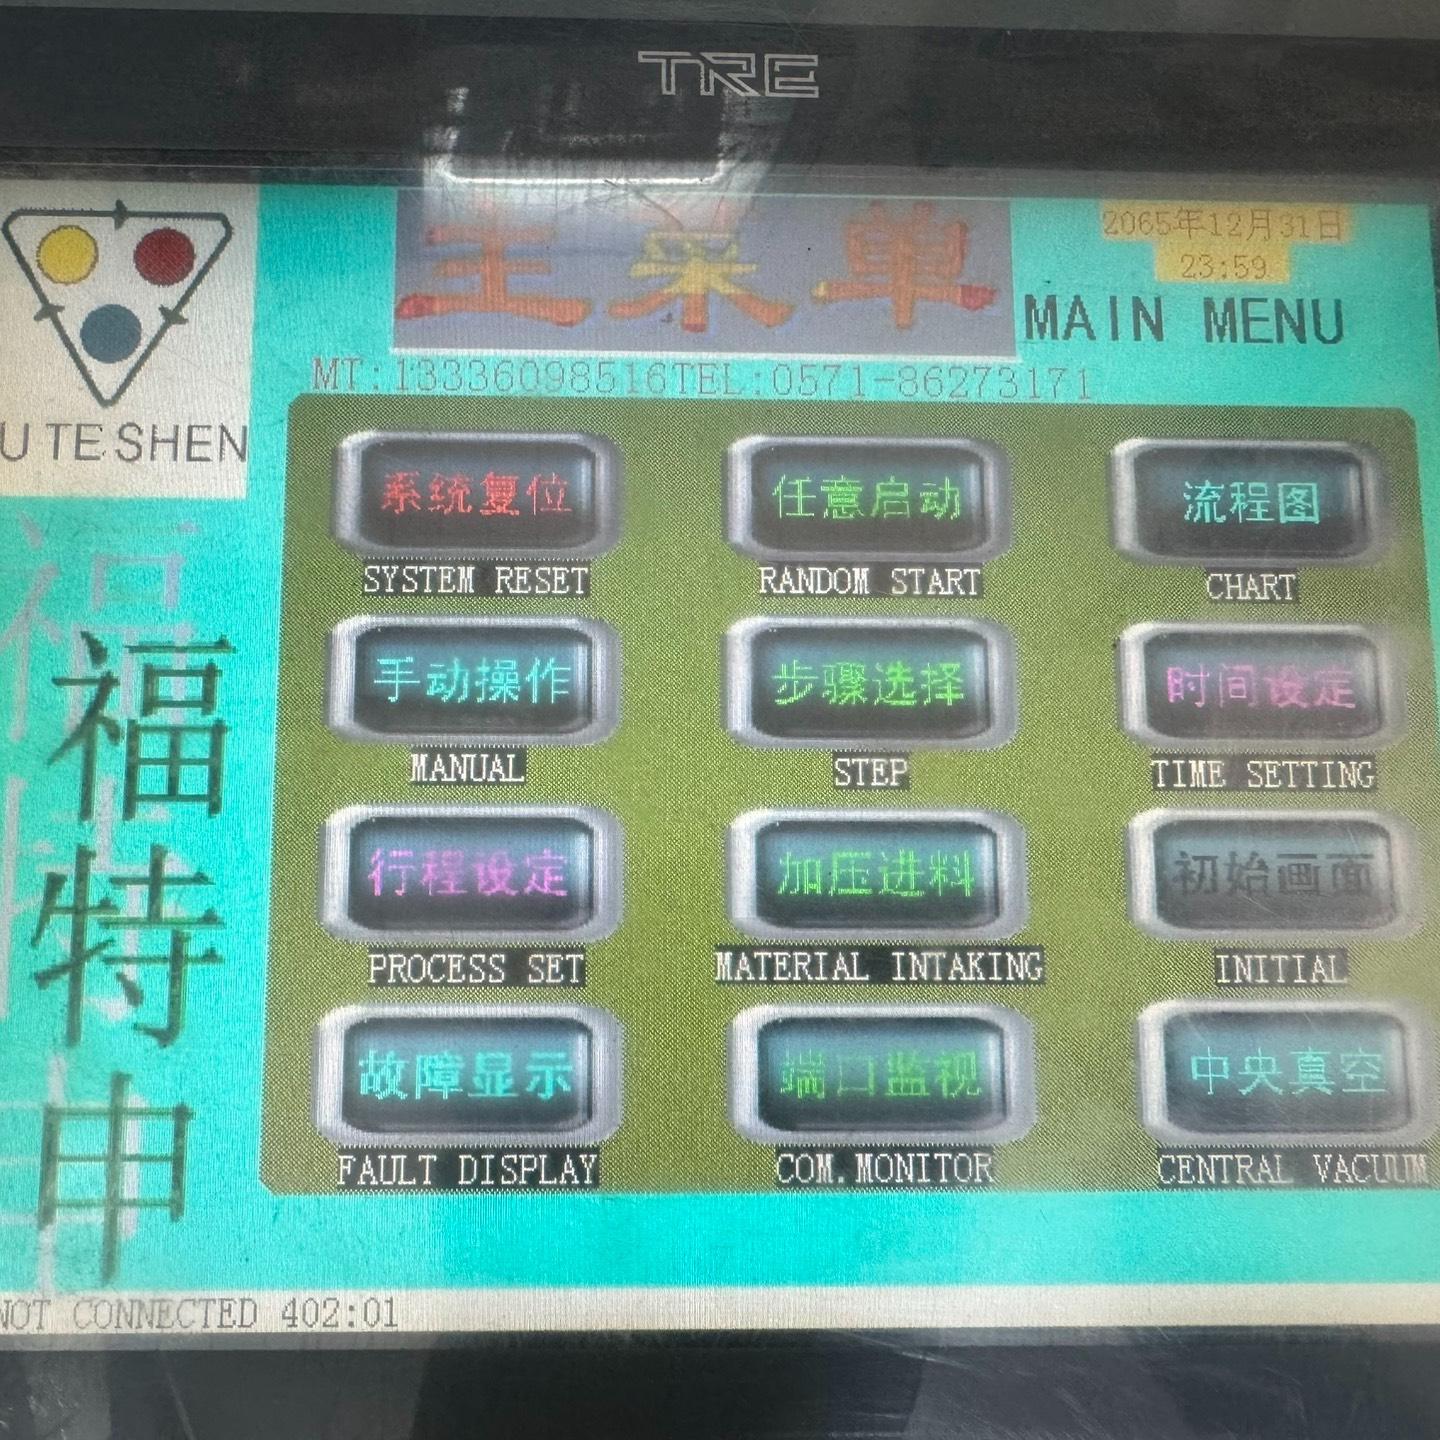 TRE
主菜单
2065年12月31日
23:59
MAIN MENU
MT:13336098516TEL:0571-86273171
UTESHEN
福特申
系统复位
任意启动
流程图
SYSTEM RESET
RANDOM START
CHART
手动操作
步骤选择
时间设定
MANUAL
STEP
TIME SETTING
行程设定
加压进料
初始画面
PROCESS SET
MATERIAL INTAKING
INITIAL
故障显示
端口监视
中央真空
FAULT DISPLAY
COM.MONITOR
CENTRAL VACUUM
NOT CONNECTED 402:01